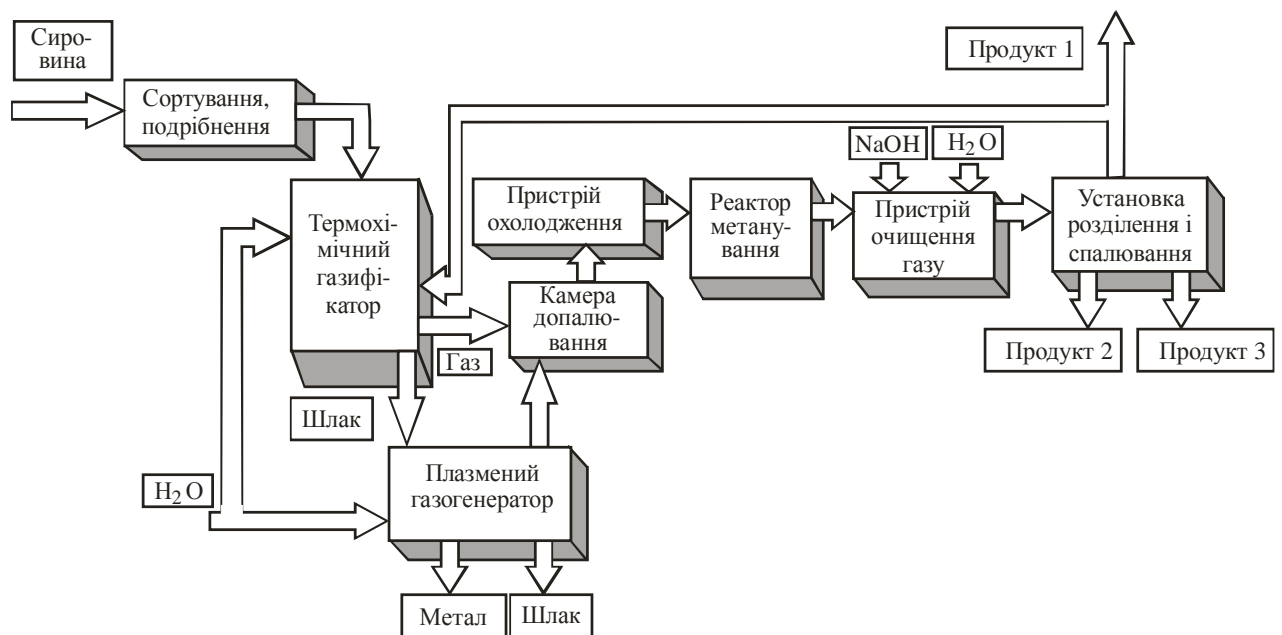 Сиро-
вина
Продукт 1
Сортування,
подрібнення
NaOH
H2O
Термохі-
мічний
газифі-
катор
Пристрій
охолодження
Реактор
метану-
вання
Пристрій
очищення
газу
Установка
розділення і
спалювання
Камера
допалю-
вання
Газ
Продукт 2
Продукт 3
Шлак
H2O
Плазмений
газогенератор
Метал
Шлак